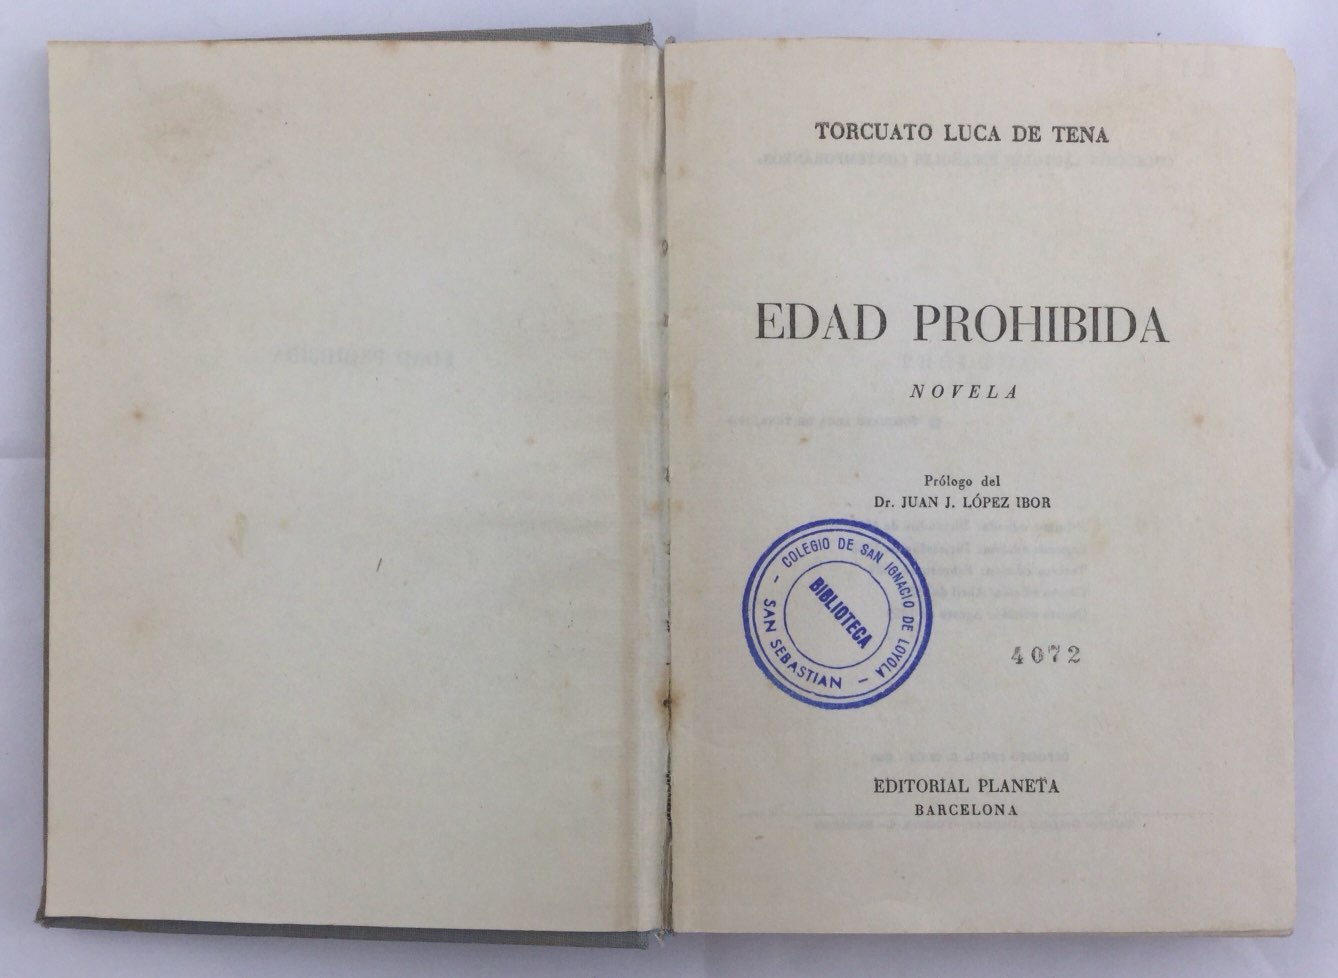 TORCUATO LUCA DE TENA
EDAD PROHIBIDA
NOVELA
Prólogo del
Dr. JUAN J. LÓPEZ IBOR
COLEGIO DE SAN IGNACIO DE LOYOLA
— SAN SEBASTIAN —
BIBLIOTECA
4072
EDITORIAL PLANETA
BARCELONA